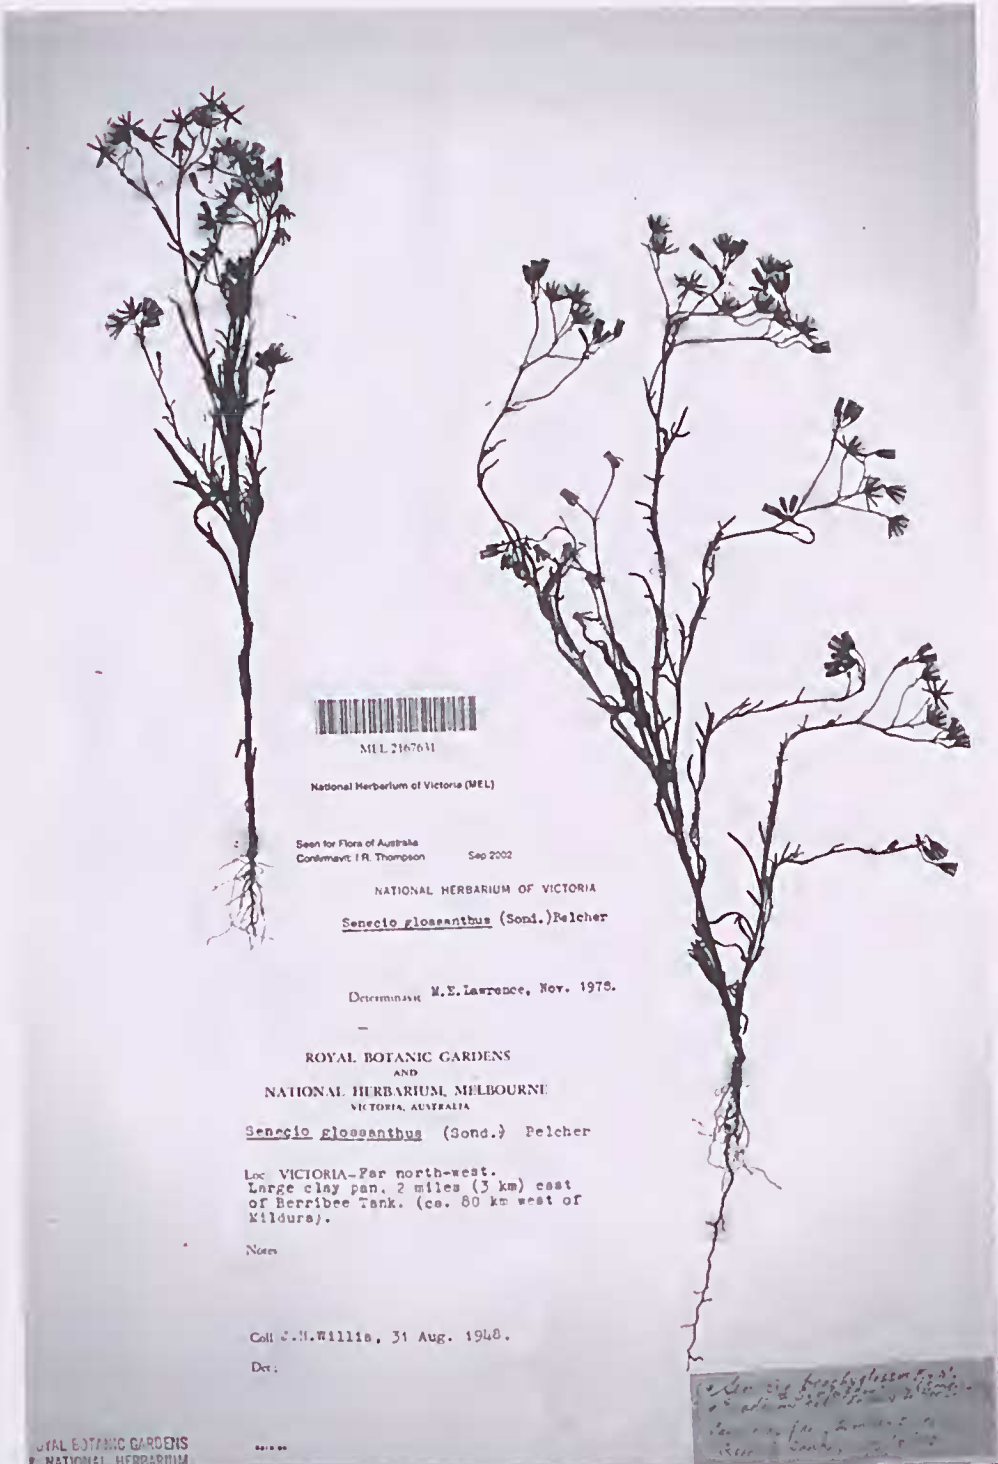 MEL 2167631
National Herbarium of Victoria (MEL)
Seen for Flora of Australia
Confirmavit: I R. Thompson Sep 2002
NATIONAL HERBARIUM OF VICTORIA
Senecio glossanthus (Sond.) Belcher
Determinavit M.E.Lawrence, Nov. 1978.
ROYAL BOTANIC GARDENS
AND
NATIONAL HERBARIUM, MELBOURNE
VICTORIA, AUSTRALIA
Senecio glossanthus (Sond.) Belcher
Loc VICTORIA-Far north-west.
Large clay pan, 2 miles (3 km) east
of Berribee Tank. (ca. 80 km west of
Mildura).
Notes
Coll J.H.Willis, 31 Aug. 1948.
Det:
ROYAL BOTANIC GARDENS
& NATIONAL HERBARIUM